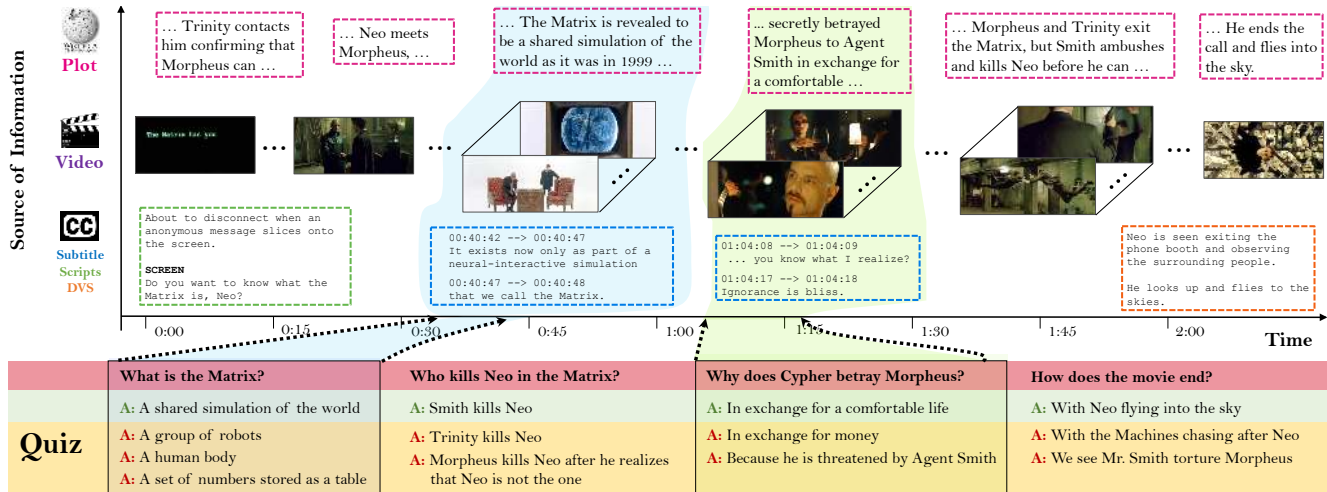 Source of Information
Plot
… Trinity contacts
him confirming that
Morpheus can …
… Neo meets
Morpheus, …
… The Matrix is revealed to
be a shared simulation of the
world as it was in 1999 …
... secretly betrayed
Morpheus to Agent
Smith in exchange for
a comfortable …
… Morpheus and Trinity exit
the Matrix, but Smith ambushes
and kills Neo before he can …
… He ends the
call and flies into
the sky.
Video
The Matrix has you
CC
Subtitle
Scripts
DVS
About to disconnect when an
anonymous message slices onto
the screen.
SCREEN
Do you want to know what the
Matrix is, Neo?
00:40:42 --> 00:40:47
It exists now only as part of a
neural-interactive simulation
00:40:47 --> 00:40:48
that we call the Matrix.
01:04:08 --> 01:04:09
... you know what I realize?
01:04:17 --> 01:04:18
Ignorance is bliss.
Neo is seen exiting the
phone booth and observing
the surrounding people.
He looks up and flies to the
skies.
0:00
0:15
0:30
0:45
1:00
1:15
1:30
1:45
2:00
Time
Quiz
What is the Matrix?
A: A shared simulation of the world
A: A group of robots
A: A human body
A: A set of numbers stored as a table
Who kills Neo in the Matrix?
A: Smith kills Neo
A: Trinity kills Neo
A: Morpheus kills Neo after he realizes
that Neo is not the one
Why does Cypher betray Morpheus?
A: In exchange for a comfortable life
A: In exchange for money
A: Because he is threatened by Agent Smith
How does the movie end?
A: With Neo flying into the sky
A: With the Machines chasing after Neo
A: We see Mr. Smith torture Morpheus